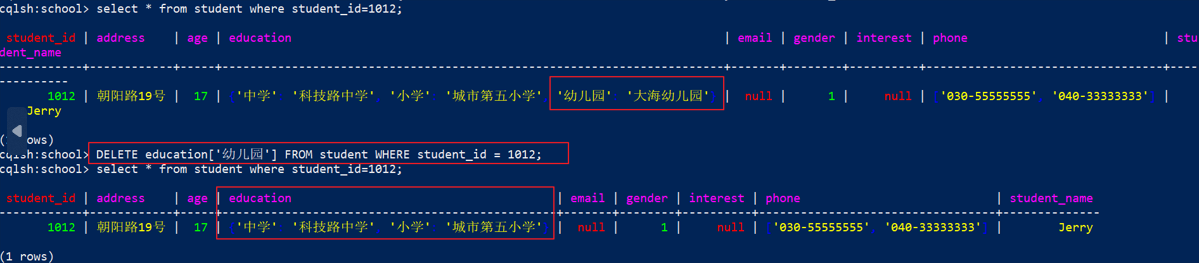 cqlsh:school> select * from student where student_id=1012;
student_id | address | age | education | email | gender | interest | phone | stu
dent_name
1012 | 朝阳路19号 | 17 | {'中学': '科技路中学', '小学': '城市第五小学', '幼儿园': '大海幼儿园'} | null | 1 | null | {'030-55555555', '040-33333333'} |
Jerry
rows)
cqlsh:school> DELETE education['幼儿园'] FROM student WHERE student_id = 1012;
cqlsh:school> select * from student where student_id=1012;
student_id | address | age | education | email | gender | interest | phone | student_name
1012 | 朝阳路19号 | 17 | {'中学': '科技路中学', '小学': '城市第五小学'} | null | 1 | null | {'030-55555555', '040-33333333'} | Jerry
(1 rows)